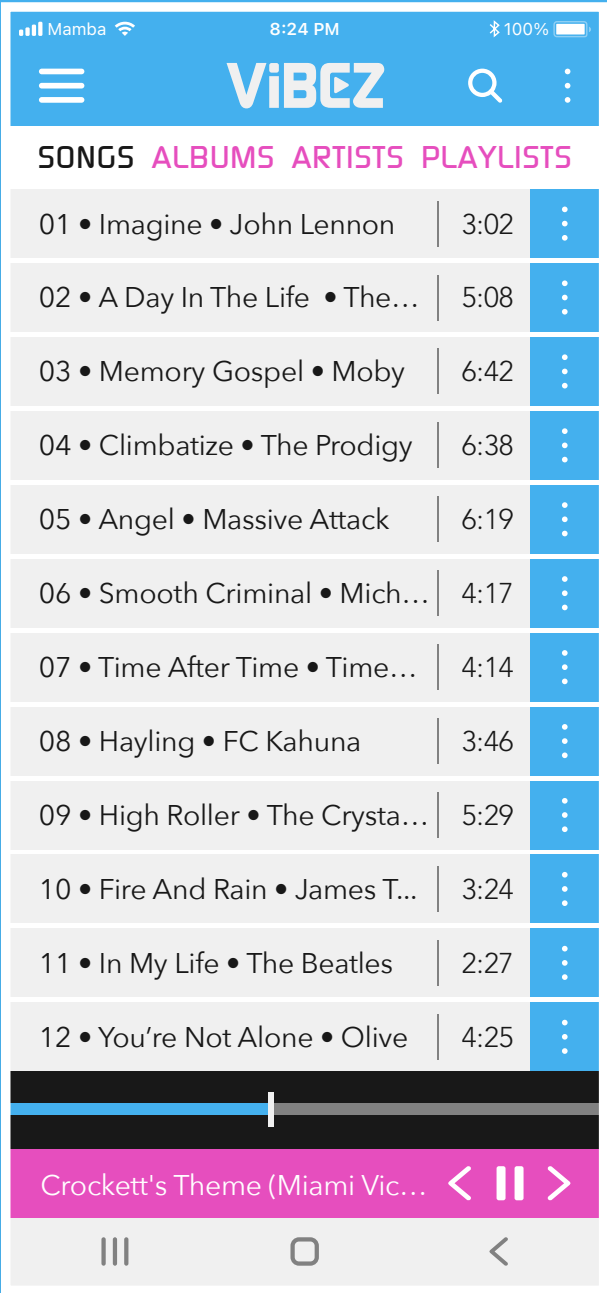 Mamba 8:24 PM 100%
ViBEZ
SONGS ALBUMS ARTISTS PLAYLISTS
01 • Imagine • John Lennon 3:02
02 • A Day In The Life • The… 5:08
03 • Memory Gospel • Moby 6:42
04 • Climbatize • The Prodigy 6:38
05 • Angel • Massive Attack 6:19
06 • Smooth Criminal • Mich… 4:17
07 • Time After Time • Time… 4:14
08 • Hayling • FC Kahuna 3:46
09 • High Roller • The Crysta… 5:29
10 • Fire And Rain • James T... 3:24
11 • In My Life • The Beatles 2:27
12 • You’re Not Alone • Olive 4:25
Crockett's Theme (Miami Vic…